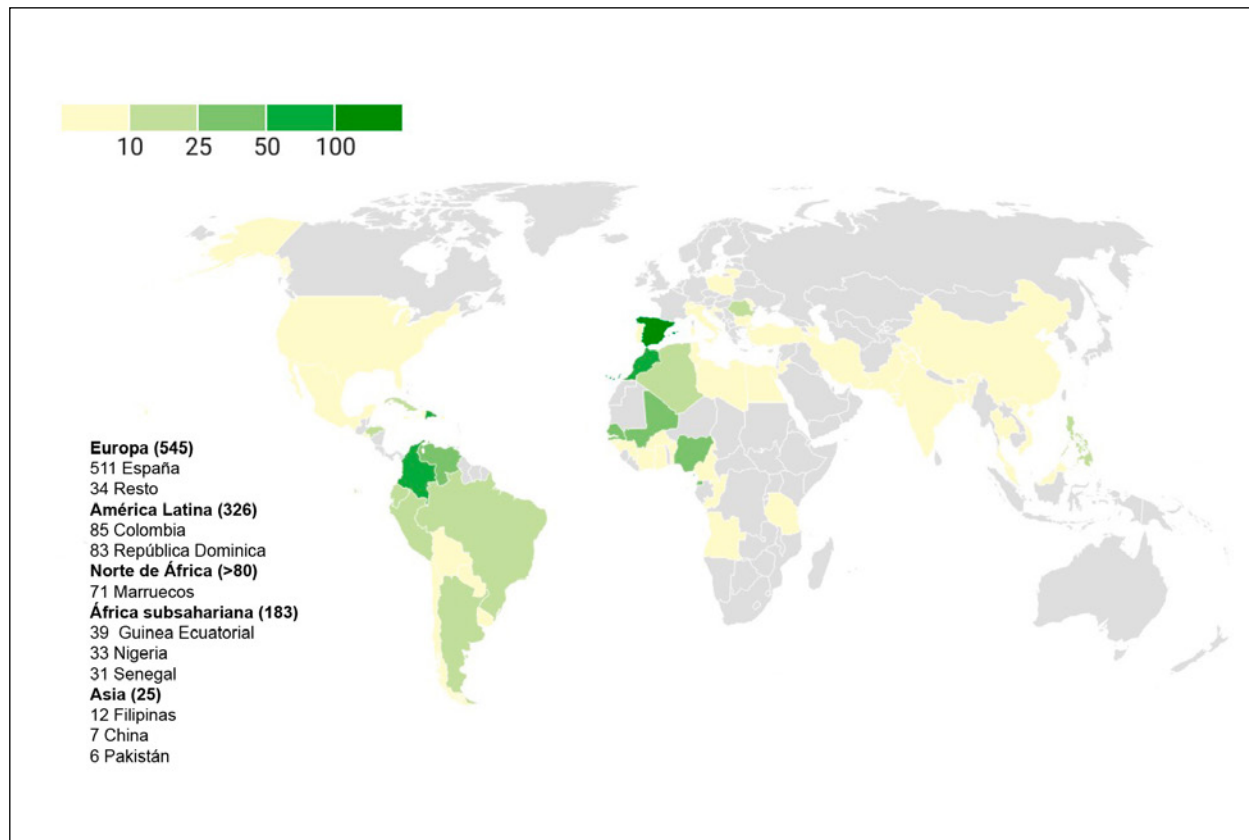 10 25 50 100
Europa (545)
511 España
34 Resto
América Latina (326)
85 Colombia
83 República Dominica
Norte de África (>80)
71 Marruecos
África subsahariana (183)
39 Guinea Ecuatorial
33 Nigeria
31 Senegal
Asia (25)
12 Filipinas
7 China
6 Pakistán